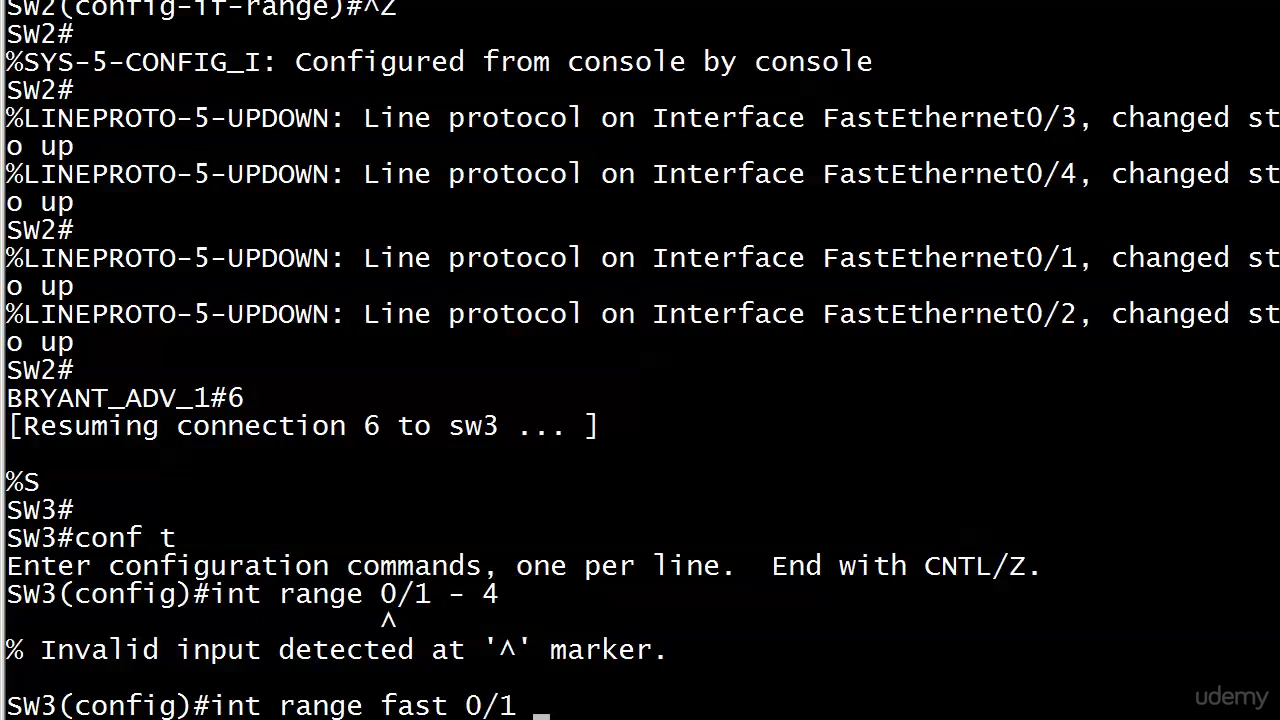 SW2(config-if-range)#^Z
SW2#
%SYS-5-CONFIG_I: Configured from console by console
SW2#
%LINEPROTO-5-UPDOWN: Line protocol on Interface FastEthernet0/3, changed st
o up
%LINEPROTO-5-UPDOWN: Line protocol on Interface FastEthernet0/4, changed st
o up
SW2#
%LINEPROTO-5-UPDOWN: Line protocol on Interface FastEthernet0/1, changed st
o up
%LINEPROTO-5-UPDOWN: Line protocol on Interface FastEthernet0/2, changed st
o up
SW2#
BRYANT_ADV_1#6
[Resuming connection 6 to sw3 ... ]
%S
SW3#
SW3#conf t
Enter configuration commands, one per line.  End with CNTL/Z.
SW3(config)#int range 0/1 - 4
^
% Invalid input detected at '^' marker.
SW3(config)#int range fast 0/1 _
udemy